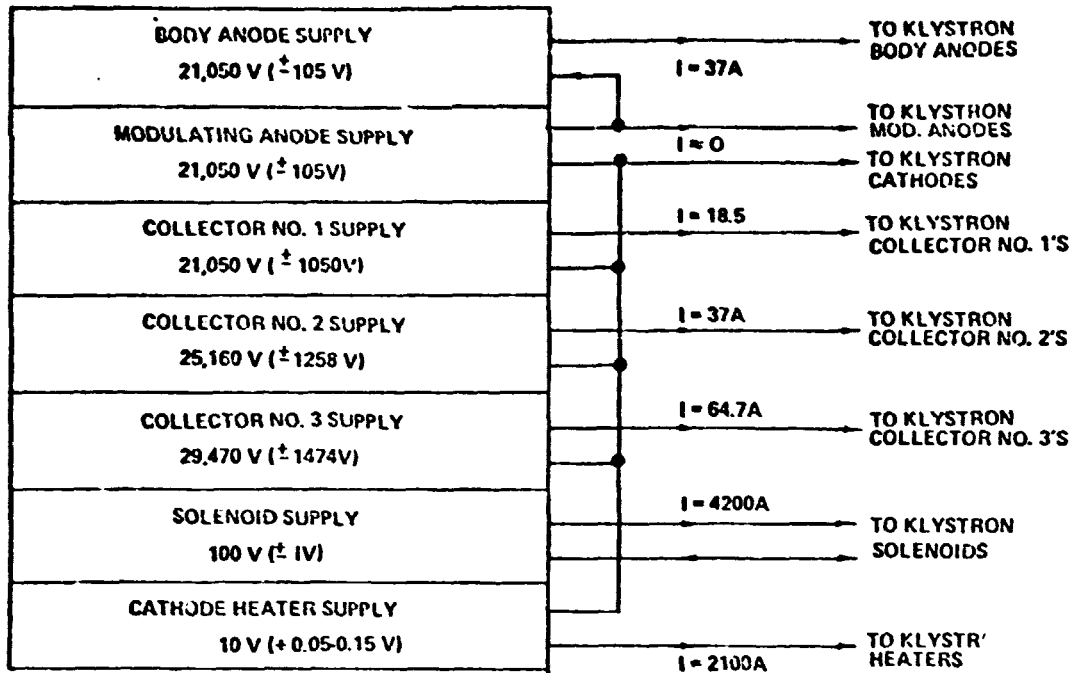 BODY ANODE SUPPLY
21,050 V (±105 V)
MODULATING ANODE SUPPLY
21,050 V (± 105V)
COLLECTOR NO. 1 SUPPLY
21,050 V (± 1050V)
COLLECTOR NO. 2 SUPPLY
25,160 V (±1258 V)
COLLECTOR NO. 3 SUPPLY
29,470 V (±1474V)
SOLENOID SUPPLY
100 V (± IV)
CATHODE HEATER SUPPLY
10 V (+ 0.05-0.15 V)
I = 37A
I ≈ O
I = 18.5
I = 37A
I = 64.7A
I = 4200A
I = 2100A
TO KLYSTRON
BODY ANODES
TO KLYSTRON
MOD. ANODES
TO KLYSTRON
CATHODES
TO KLYSTRON
COLLECTOR NO. 1'S
TO KLYSTRON
COLLECTOR NO. 2'S
TO KLYSTRON
COLLECTOR NO. 3'S
TO KLYSTRON
SOLENOIDS
TO KLYSTR'
HEATERS